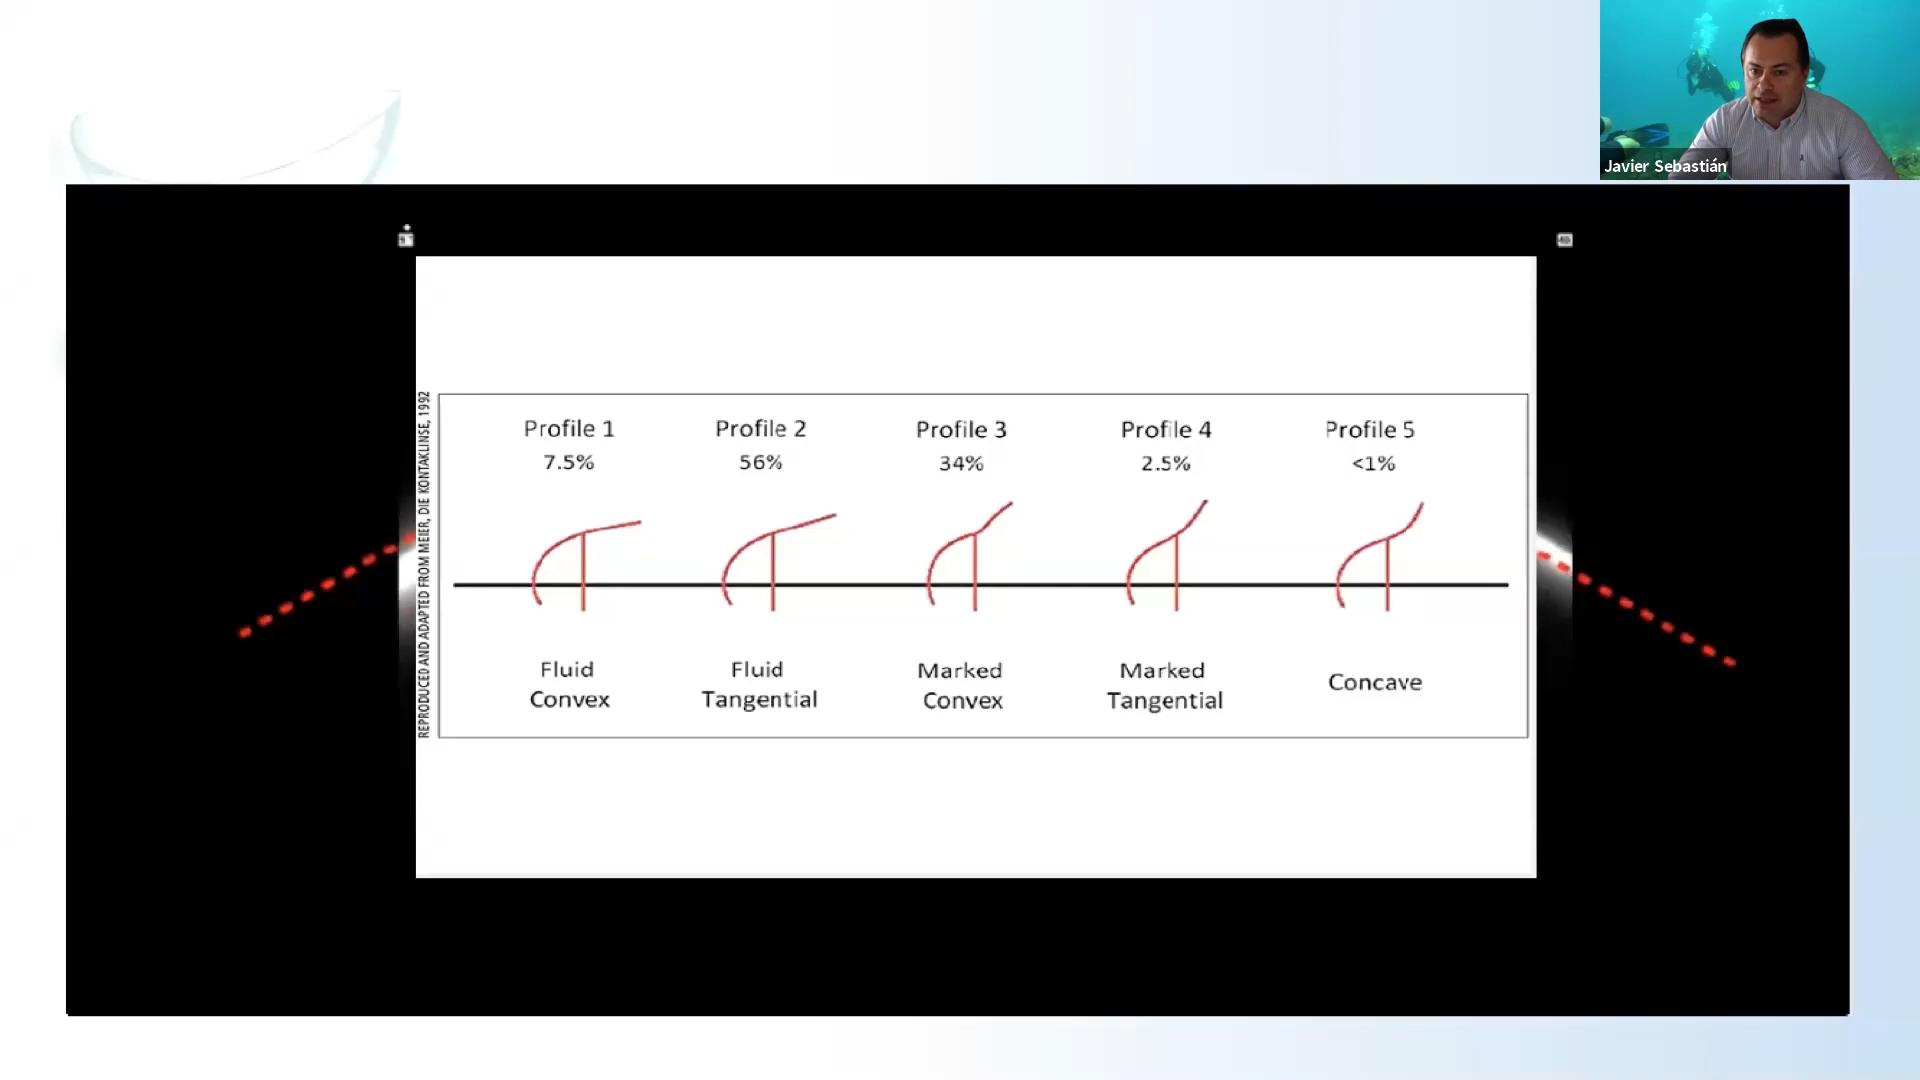 Javier Sebastián
REPRODUCED AND ADAPTED FROM MEIER, DIE KONTAKLINSE, 1992
Profile 1
7.5%
Profile 2
56%
Profile 3
34%
Profile 4
2.5%
Profile 5
<1%
Fluid
Convex
Fluid
Tangential
Marked
Convex
Marked
Tangential
Concave